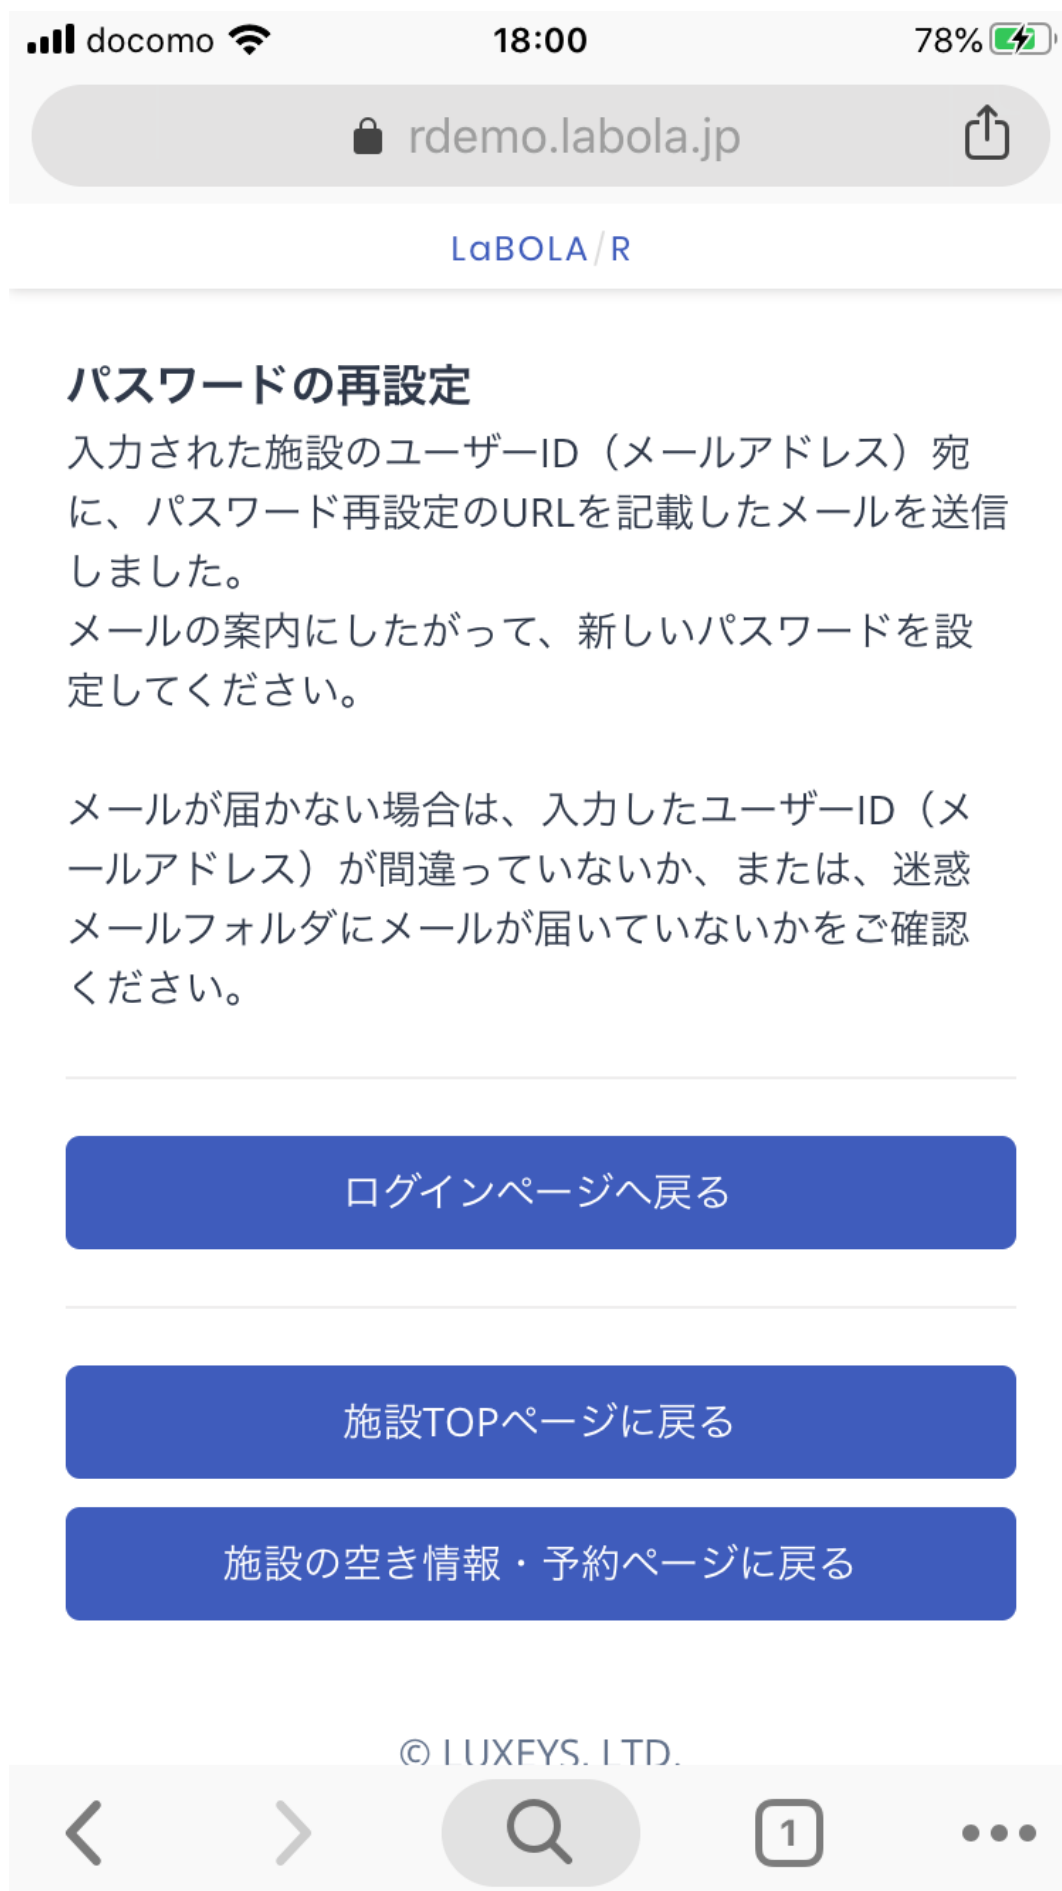 docomo 18:00 78%
rdemo.labola.jp
LaBOLA/R
パスワードの再設定
入力された施設のユーザーID（メールアドレス）宛
に、パスワード再設定のURLを記載したメールを送信
しました。
メールの案内にしたがって、新しいパスワードを設
定してください。
メールが届かない場合は、入力したユーザーID（メ
ールアドレス）が間違っていないか、または、迷惑
メールフォルダにメールが届いていないかをご確認
ください。
ログインページへ戻る
施設TOPページに戻る
施設の空き情報・予約ページに戻る
© LUXEYS, LTD.
1